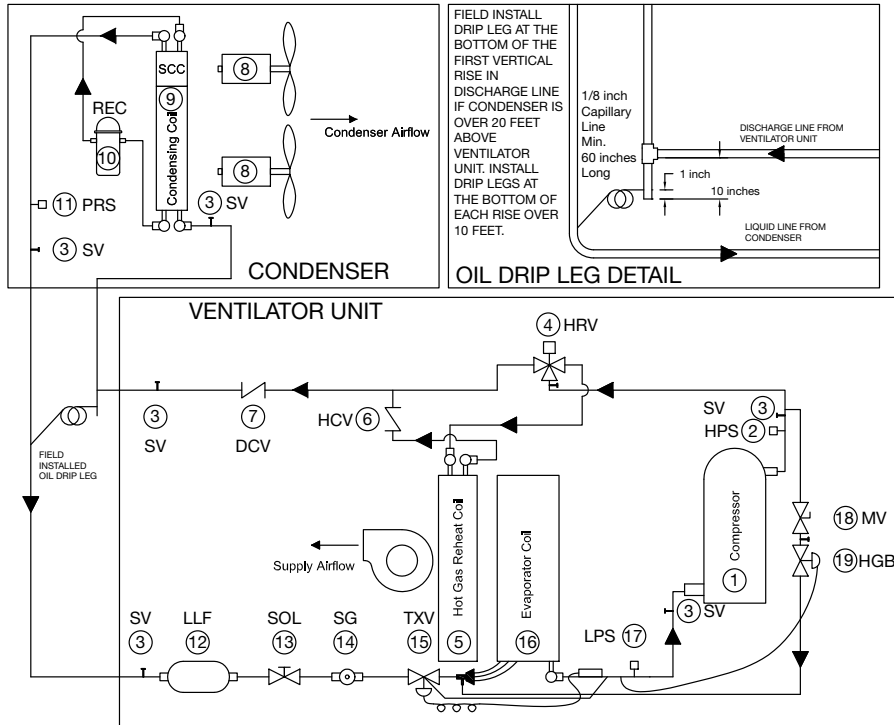 SCC
9
Condensing Coil
REC
10
8
8
Condenser Airflow
11 PRS
3 SV
3 SV
CONDENSER
FIELD INSTALL
DRIP LEG AT THE
BOTTOM OF THE
FIRST VERTICAL
RISE IN
DISCHARGE LINE
IF CONDENSER IS
OVER 20 FEET
ABOVE
VENTILATOR
UNIT. INSTALL
DRIP LEGS AT
THE BOTTOM OF
EACH RISE OVER
10 FEET.
1/8 inch
Capillary
Line
Min.
60 inches
Long
DISCHARGE LINE FROM
VENTILATOR UNIT
1 inch
10 inches
LIQUID LINE FROM
CONDENSER
OIL DRIP LEG DETAIL
VENTILATOR UNIT
4 HRV
3
SV
7
DCV
HCV 6
SV 3
HPS 2
FIELD
INSTALLED
OIL DRIP LEG
Supply Airflow
Hot Gas Reheat Coil
5
Evaporator Coil
16
Compressor
1
18 MV
19 HGB
3 SV
LPS 17
SV
3
LLF
12
SOL
13
SG
14
TXV
15